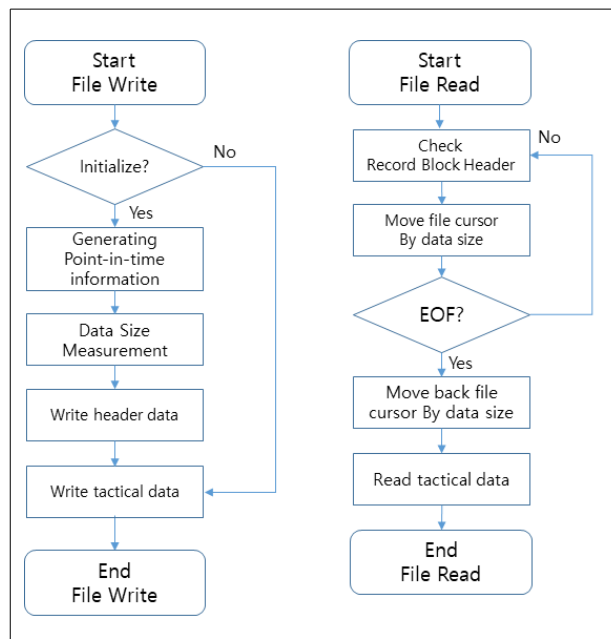 Start
File Write
Initialize?
No
Yes
Generating
Point-in-time
information
Data Size
Measurement
Write header data
Write tactical data
End
File Write
Start
File Read
No
Check
Record Block Header
Move file cursor
By data size
EOF?
Yes
Move back file
cursor By data size
Read tactical data
End
File Read